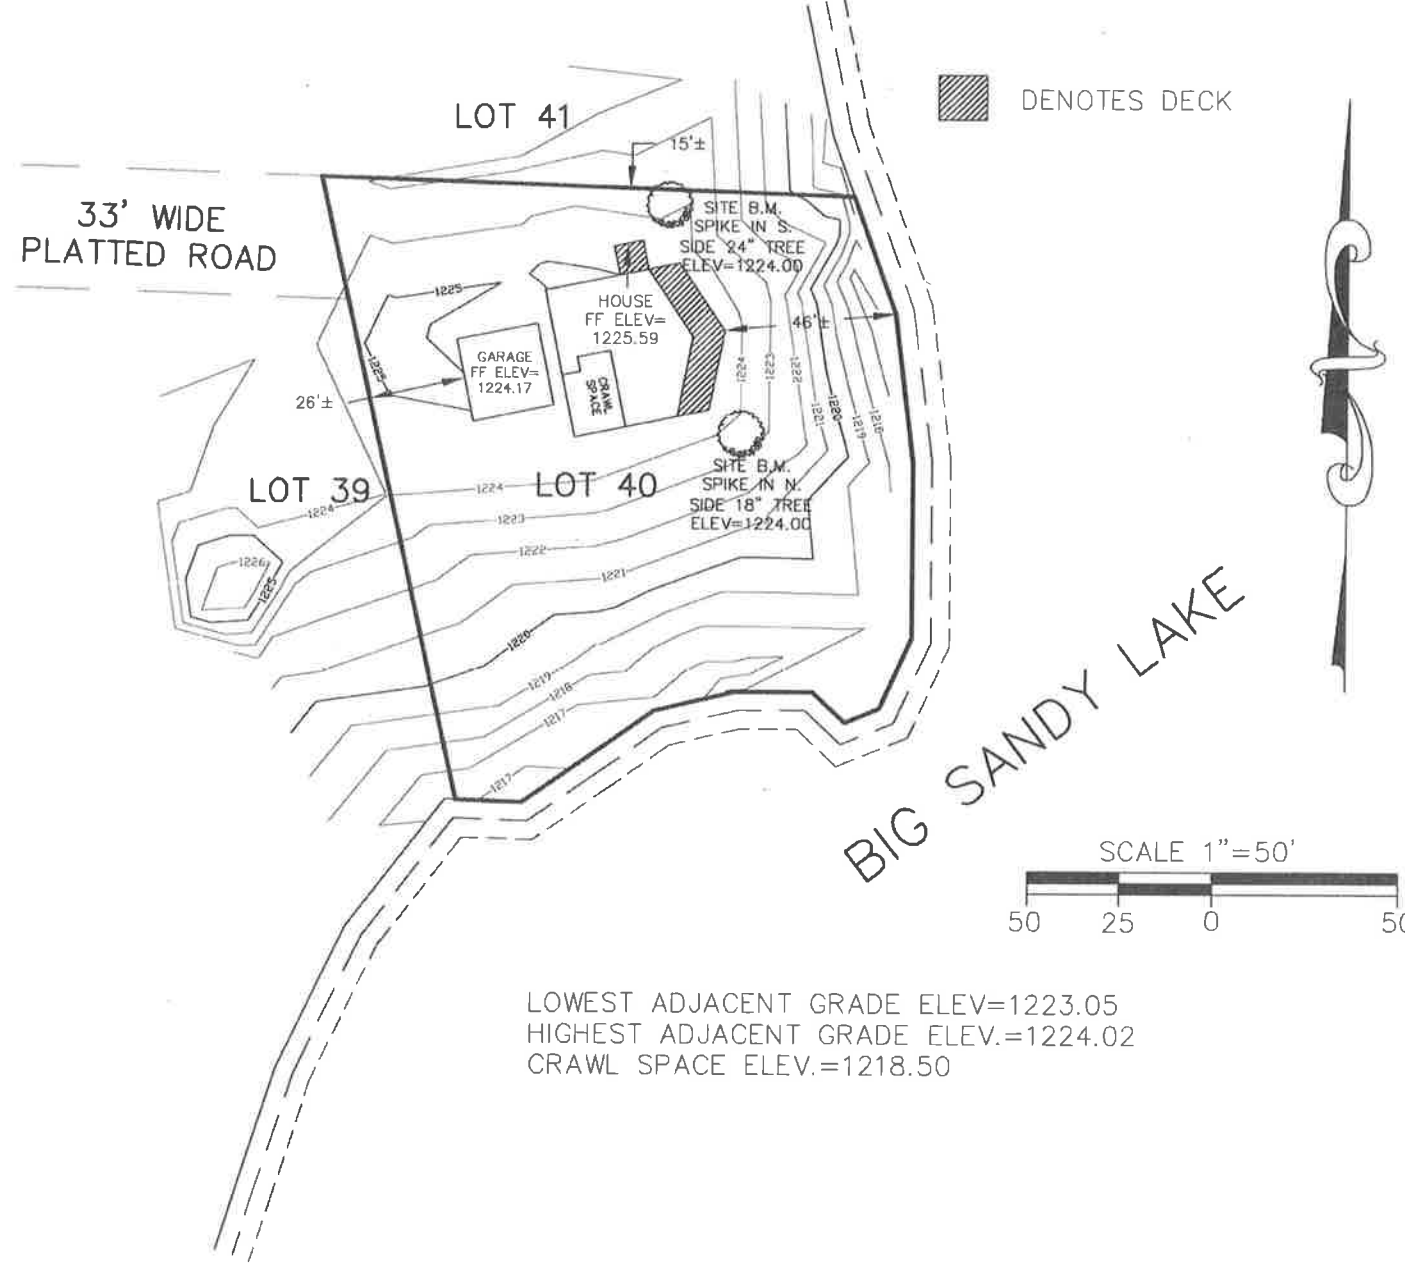 LOT 41
15'±
DENOTES DECK
33' WIDE
PLATTED ROAD
SITE B.M.
SPIKE IN S.
SIDE 24" TREE
ELEV=1224.00
1225
HOUSE
FF ELEV=
1225.59
46'±
GARAGE
FF ELEV=
1224.17
CRAWL
SPACE
1225
26'±
1224
1223
1222
1221
1220
1219
1218
SITE B.M.
SPIKE IN N.
SIDE 18" TREE
ELEV=1224.00
LOT 39
LOT 40
1224
1224
1223
1222
1221
1226
1225
1220
1219
1218
1217
1217
BIG SANDY LAKE
SCALE 1"=50'
50 25 0 50
LOWEST ADJACENT GRADE ELEV=1223.05
HIGHEST ADJACENT GRADE ELEV.=1224.02
CRAWL SPACE ELEV.=1218.50